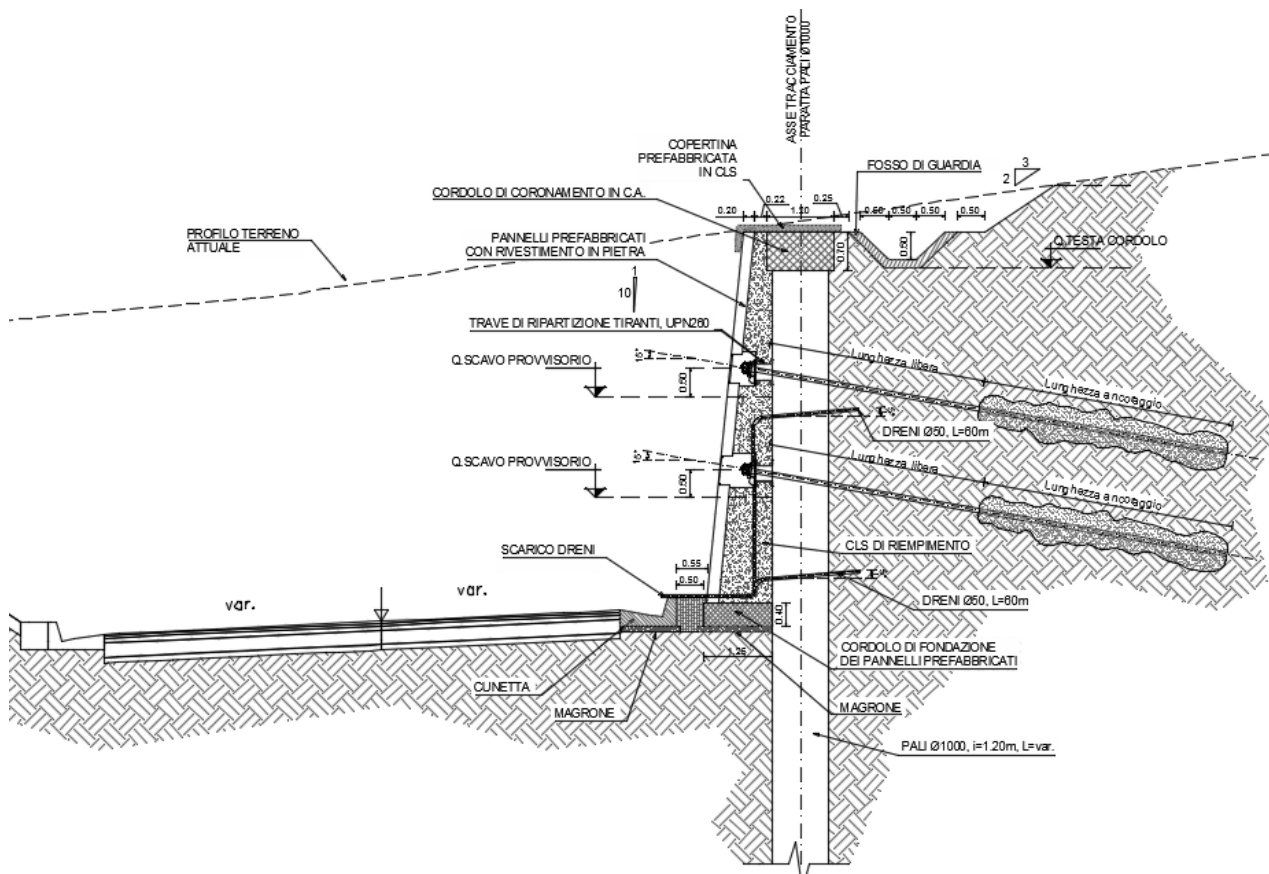 ASSE TRACCIAMENTO
PARATTA PALI Ø1000
COPERTINA
PREFABBRICATA
IN CLS
FOSSO DI GUARDIA
3
2
CORDOLO DI CORONAMENTO IN C.A.
0.20
0.22
1.20
0.25
0.50
0.50
0.50
0.50
PROFILO TERRENO
ATTUALE
PANNELLI PREFABBRICATI
CON RIVESTIMENTO IN PIETRA
0.70
0.50
Q.TESTA CORDOLO
1
10
TRAVE DI RIPARTIZIONE TIRANTI, UPN260
Q.SCAVO PROVVISORIO
15°
0.60
Lunghezza libera
Lunghezza ancoraggio
DRENI Ø50, L=60m
Q.SCAVO PROVVISORIO
15°
0.60
Lunghezza libera
Lunghezza ancoraggio
SCARICO DRENI
CLS DI RIEMPIMENTO
0.55
0.50
DRENI Ø50, L=60m
var.
var.
0.40
1.25
CORDOLO DI FONDAZIONE
DEI PANNELLI PREFABBRICATI
CUNETTA
MAGRONE
MAGRONE
PALI Ø1000, i=1.20m, L=var.